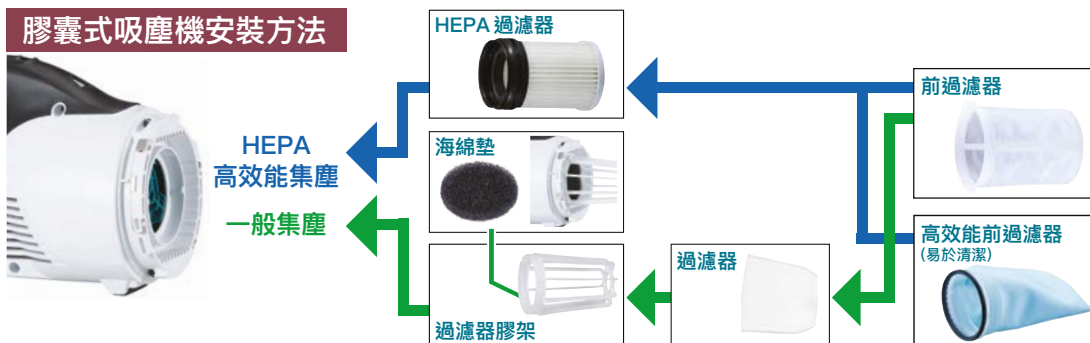 膠囊式吸塵機安裝方法
HEPA 過濾器
前過濾器
HEPA
高效能集塵
海綿墊
一般集塵
高效能前過濾器
(易於清潔)
過濾器
過濾器膠架